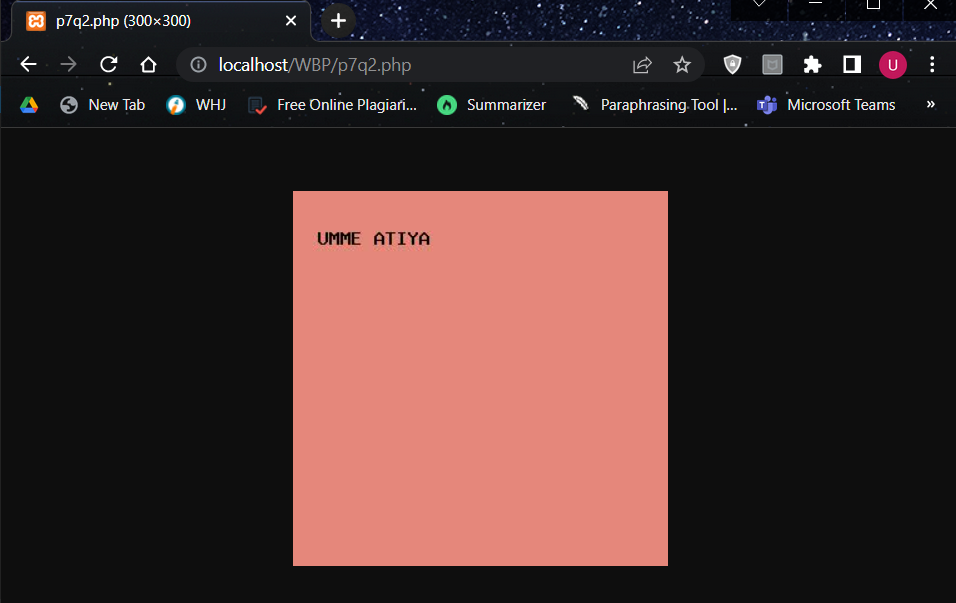 p7q2.php (300×300)
localhost/WBP/p7q2.php
U
New Tab
WHJ
Free Online Plagiari...
Summarizer
Paraphrasing Tool |...
Microsoft Teams
»
UMME ATIYA